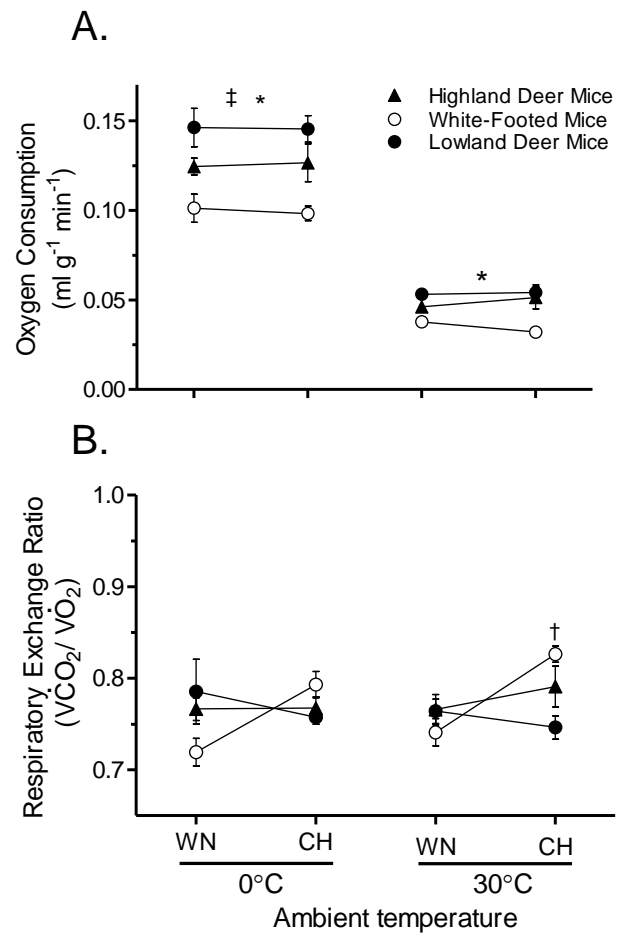 A.
‡ *
Highland Deer Mice
White-Footed Mice
Lowland Deer Mice
0.15
0.10
0.05
0.00
*
Oxygen Consumption
(ml g⁻¹ min⁻¹)
B.
1.0
0.9
0.8
0.7
†
Respiratory Exchange Ratio
(V̇CO₂/ V̇O₂)
WN CH WN CH
0°C 30°C
Ambient temperature